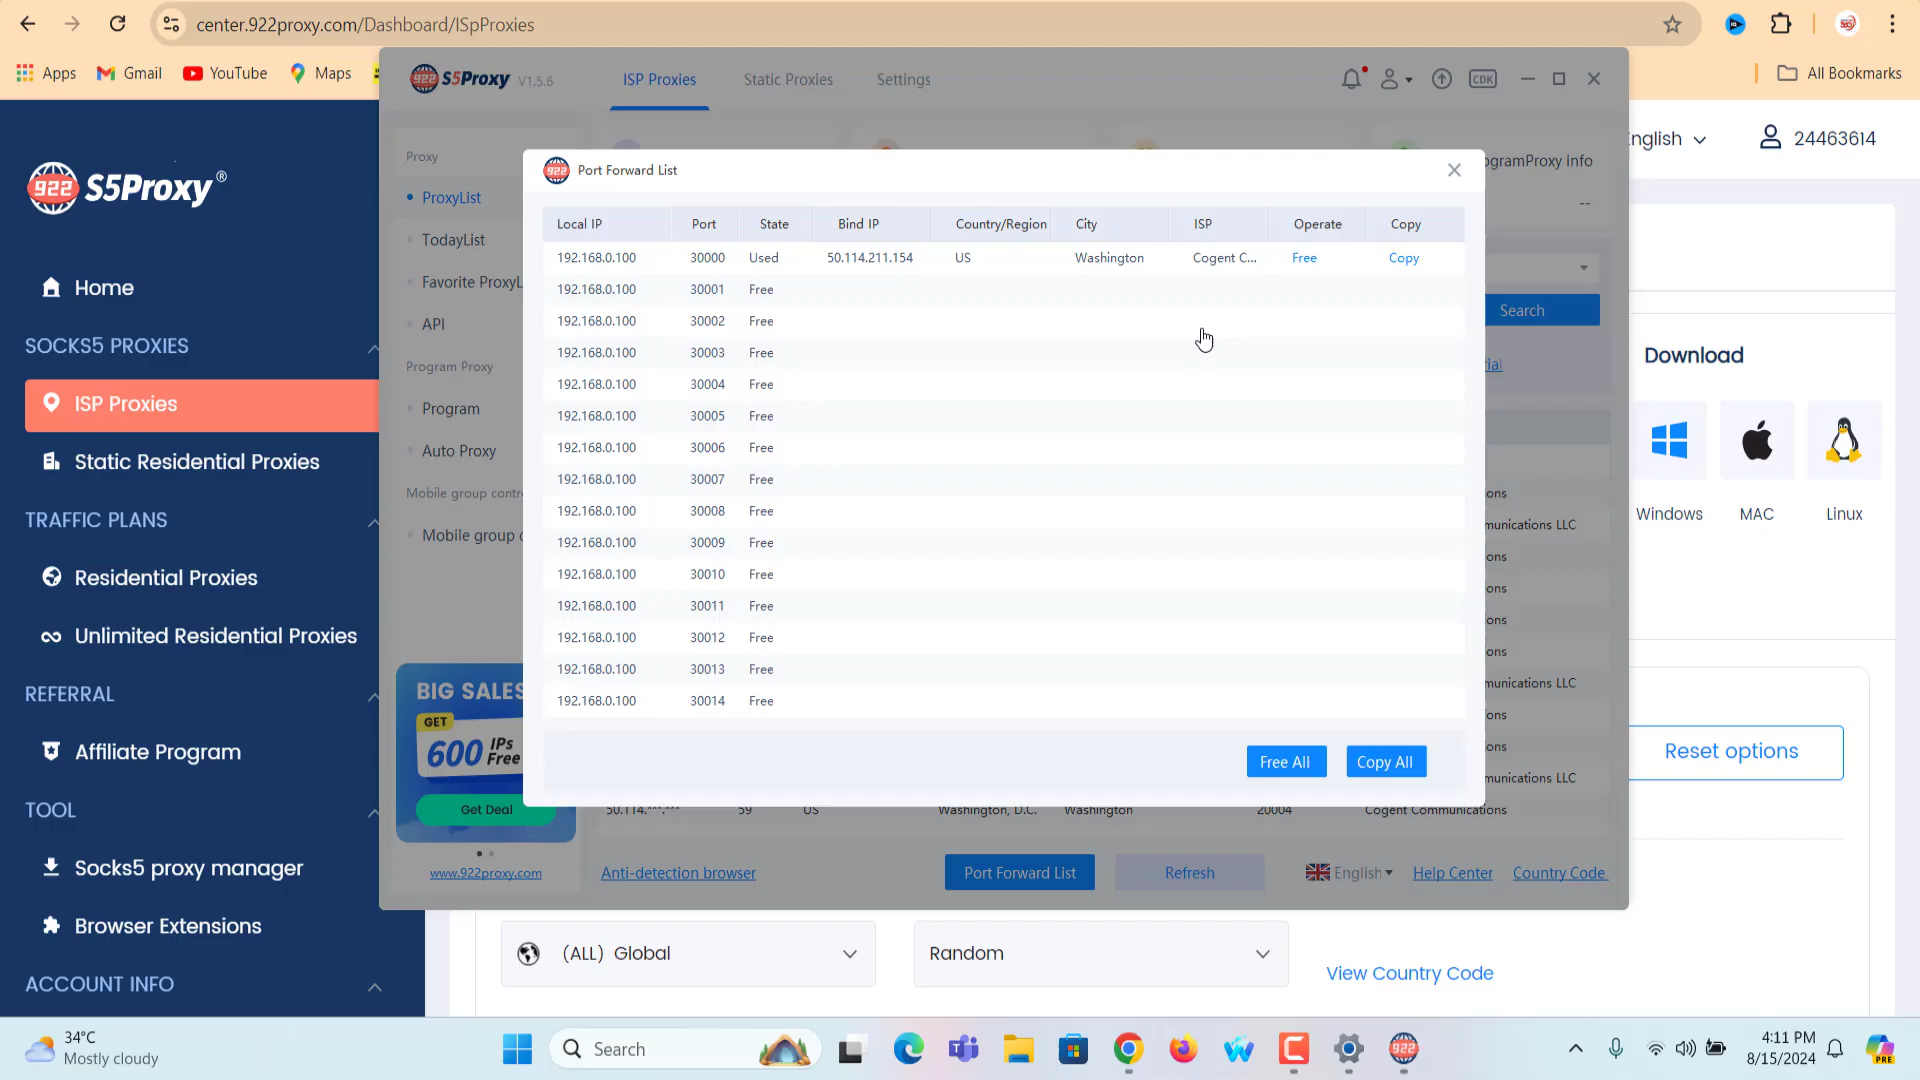 center.922proxy.com/Dashboard/ISpProxies
Apps
Gmail
YouTube
Maps
All Bookmarks
922 S5Proxy V1.5.6
ISP Proxies
Static Proxies
Settings
CDK
922 S5Proxy®
English
24463614
Home
SOCKS5 PROXIES
ISP Proxies
Static Residential Proxies
TRAFFIC PLANS
Residential Proxies
Unlimited Residential Proxies
REFERRAL
Affiliate Program
TOOL
Socks5 proxy manager
Browser Extensions
ACCOUNT INFO
Proxy
ProxyList
TodayList
Favorite ProxyL
API
Program Proxy
Program
Auto Proxy
Mobile group contr
Mobile group
BIG SALES
GET
600 IPs Free
Get Deal
www.922proxy.com
Port Forward List
Local IP Port State Bind IP Country/Region City ISP Operate Copy
192.168.0.100 30000 Used 50.114.211.154 US Washington Cogent C... Free Copy
192.168.0.100 30001 Free
192.168.0.100 30002 Free
192.168.0.100 30003 Free
192.168.0.100 30004 Free
192.168.0.100 30005 Free
192.168.0.100 30006 Free
192.168.0.100 30007 Free
192.168.0.100 30008 Free
192.168.0.100 30009 Free
192.168.0.100 30010 Free
192.168.0.100 30011 Free
192.168.0.100 30012 Free
192.168.0.100 30013 Free
192.168.0.100 30014 Free
Free All
Copy All
ogramProxy info
--
Search
rial
ons
munications LLC
ons
ons
ons
ons
munications LLC
ons
ons
munications LLC
50.114.***.*** 59 US Washington, D.C. Washington 20004 Cogent Communications
Anti-detection browser
Port Forward List
Refresh
English
Help Center
Country Code
Download
Windows
MAC
Linux
Reset options
(ALL) Global
Random
View Country Code
34°C
Mostly cloudy
Search
922
PRE
4:11 PM
8/15/2024